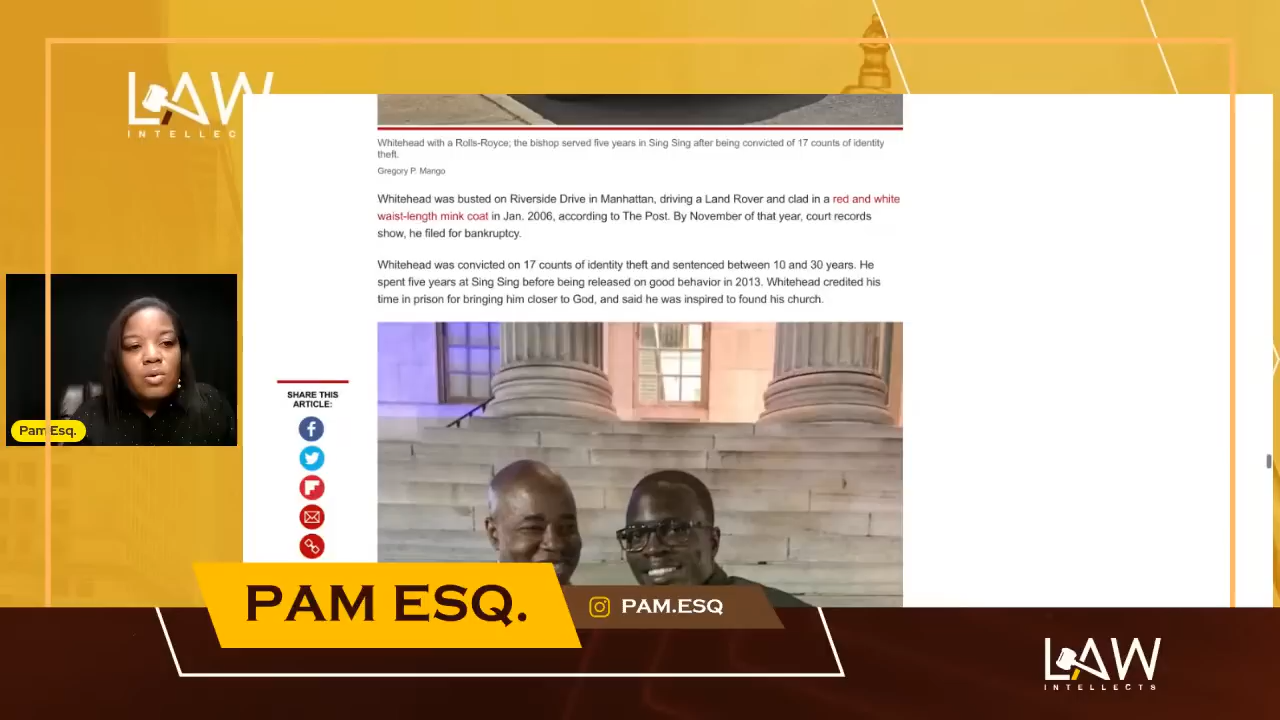 LAW
INTELLECTS
Whitehead with a Rolls-Royce; the bishop served five years in Sing Sing after being convicted of 17 counts of identity
theft.
Gregory P. Mango
Whitehead was busted on Riverside Drive in Manhattan, driving a Land Rover and clad in a red and white
waist-length mink coat in Jan. 2006, according to The Post. By November of that year, court records
show, he filed for bankruptcy.
Whitehead was convicted on 17 counts of identity theft and sentenced between 10 and 30 years. He
spent five years at Sing Sing before being released on good behavior in 2013. Whitehead credited his
time in prison for bringing him closer to God, and said he was inspired to found his church.
SHARE THIS
ARTICLE:
Pam Esq.
PAM ESQ.
PAM.ESQ
LAW
INTELLECTS